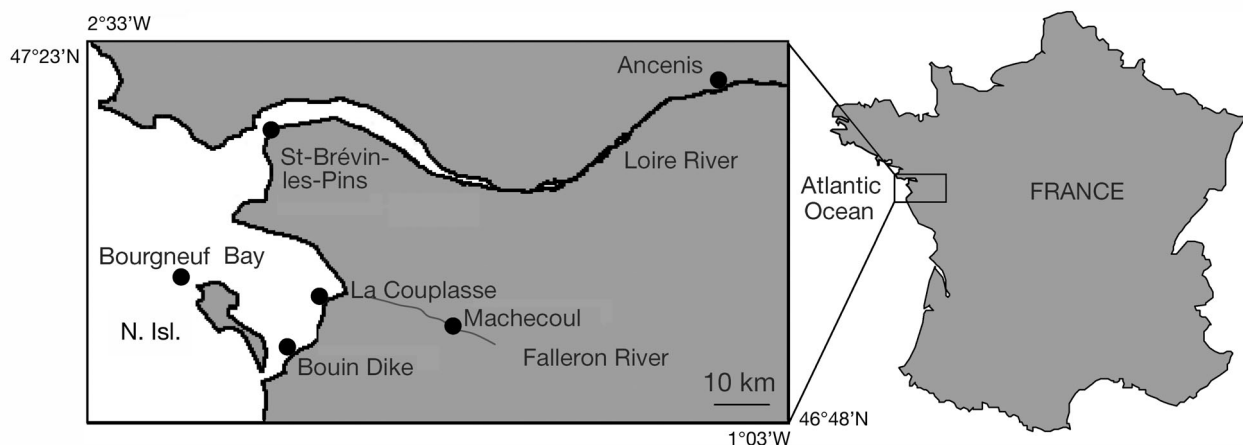 2°33'W
47°23'N
Ancenis
St-Brévin-
les-Pins
Loire River
Atlantic
Ocean
FRANCE
Bourgneuf Bay
La Couplasse
Machecoul
N. Isl.
Falleron River
Bouin Dike
10 km
46°48'N
1°03'W